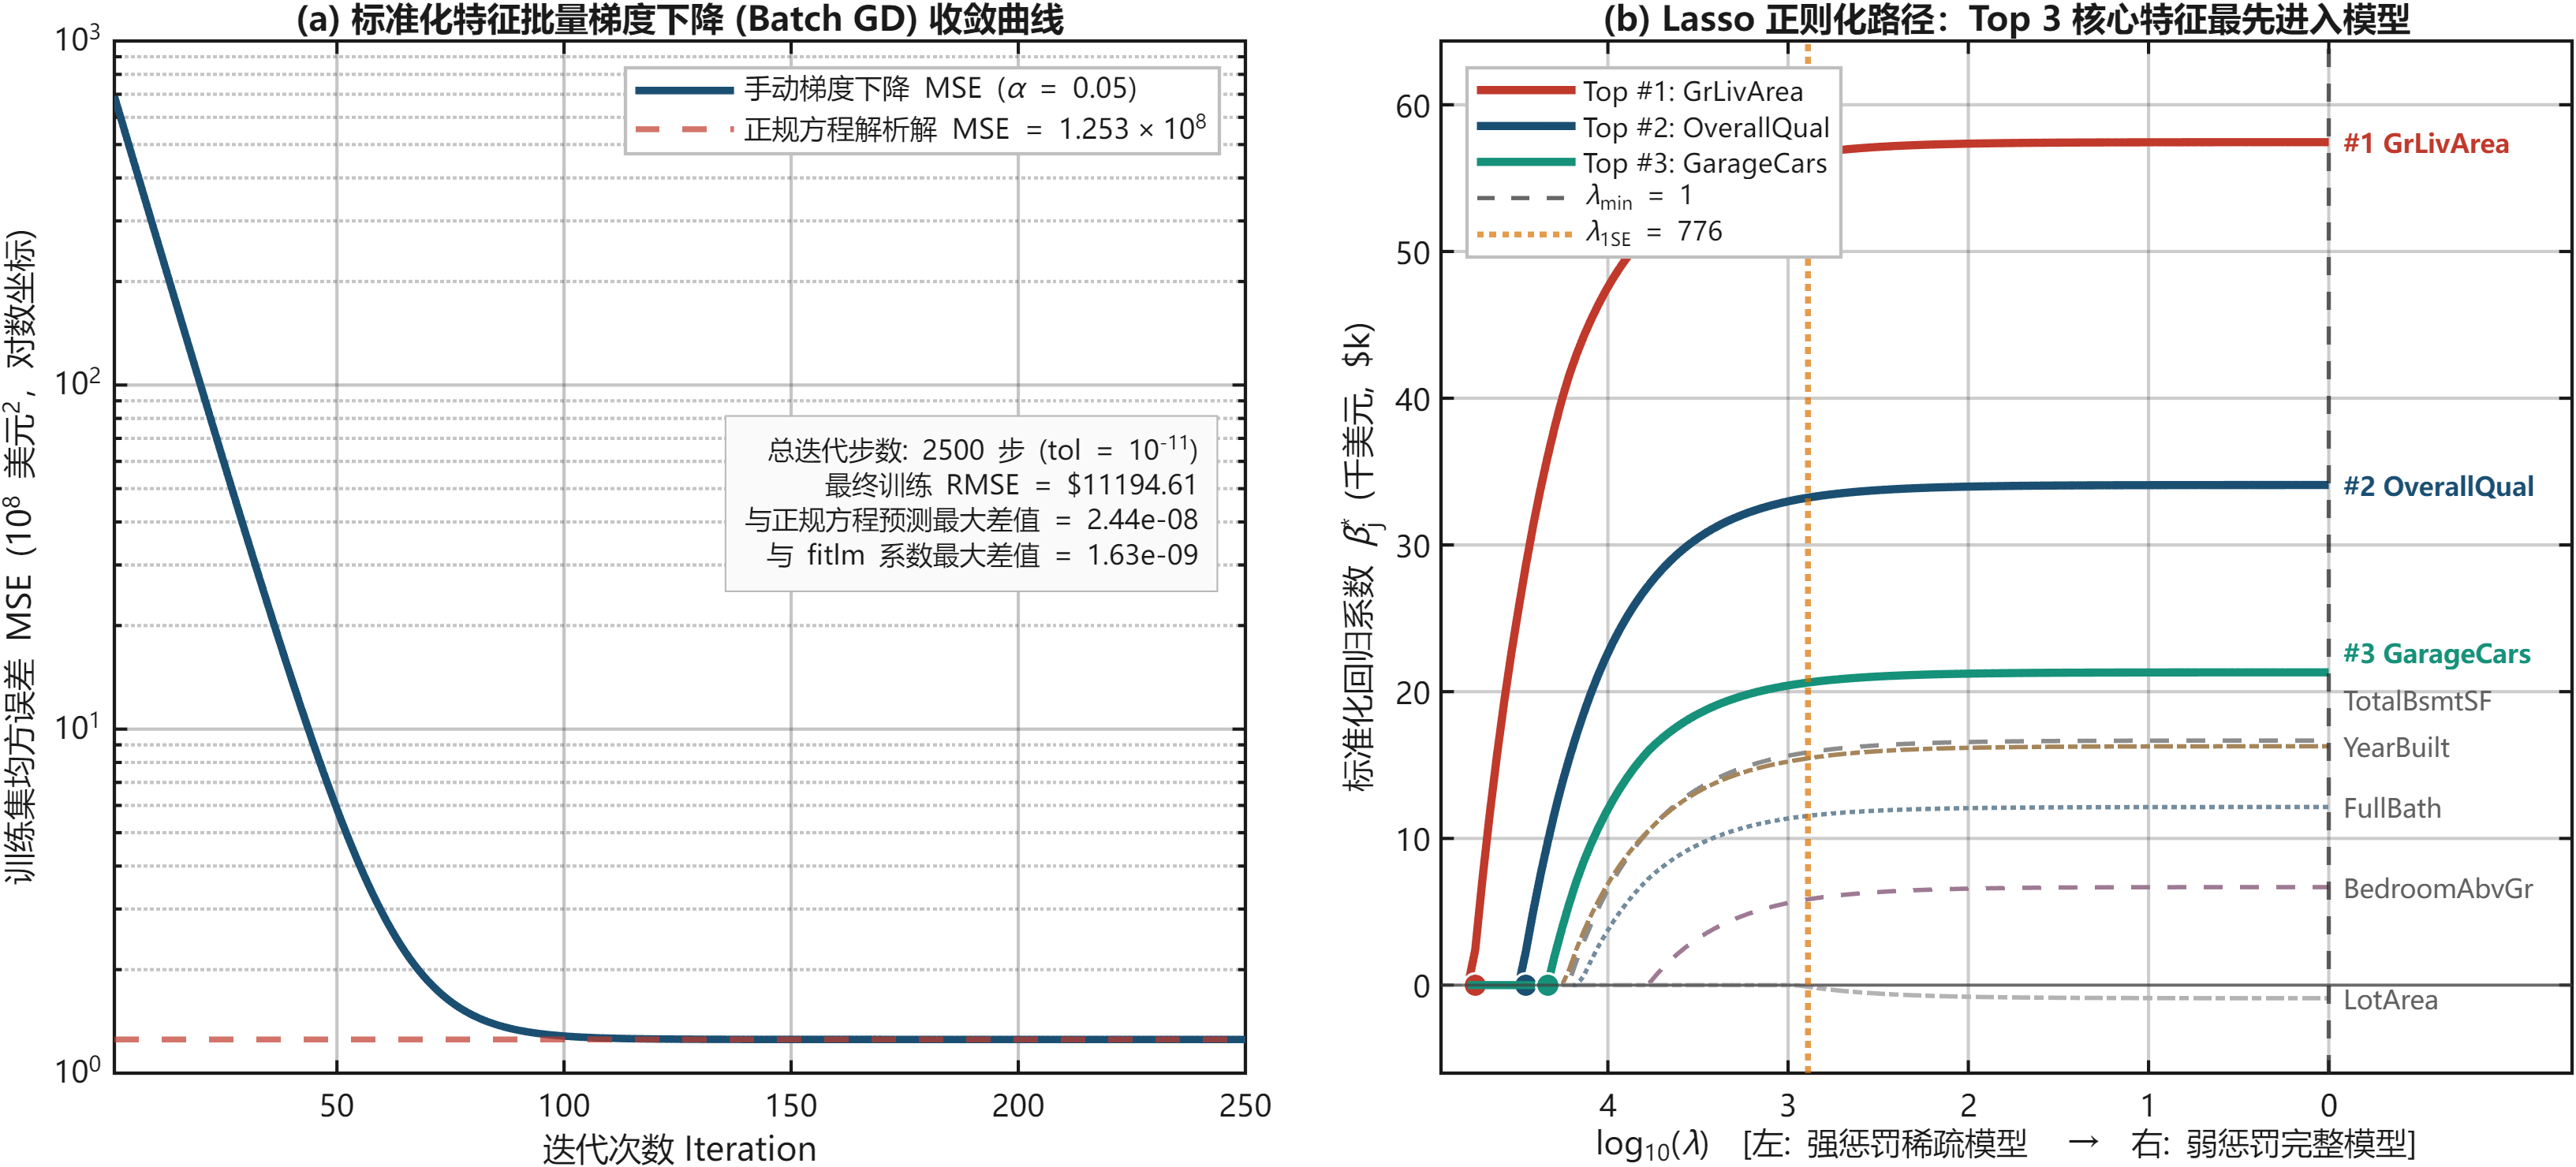 (a) 标准化特征批量梯度下降 (Batch GD) 收敛曲线
训练集均方误差 MSE (10⁸ 美元², 对数坐标)
10³
10²
10¹
10⁰
手动梯度下降 MSE (α = 0.05)
正规方程解析解 MSE = 1.253 × 10⁸
总迭代步数: 2500 步 (tol = 10⁻¹¹)
最终训练 RMSE = $11194.61
与正规方程预测最大差值 = 2.44e-08
与 fitlm 系数最大差值 = 1.63e-09
50 100 150 200 250
迭代次数 Iteration
(b) Lasso 正则化路径：Top 3 核心特征最先进入模型
标准化回归系数 β*ⱼ (千美元, $k)
60
50
40
30
20
10
0
Top #1: GrLivArea
Top #2: OverallQual
Top #3: GarageCars
λmin = 1
λ1SE = 776
#1 GrLivArea
#2 OverallQual
#3 GarageCars
TotalBsmtSF
YearBuilt
FullBath
BedroomAbvGr
LotArea
4 3 2 1 0
log₁₀(λ) [左: 强惩罚稀疏模型 → 右: 弱惩罚完整模型]